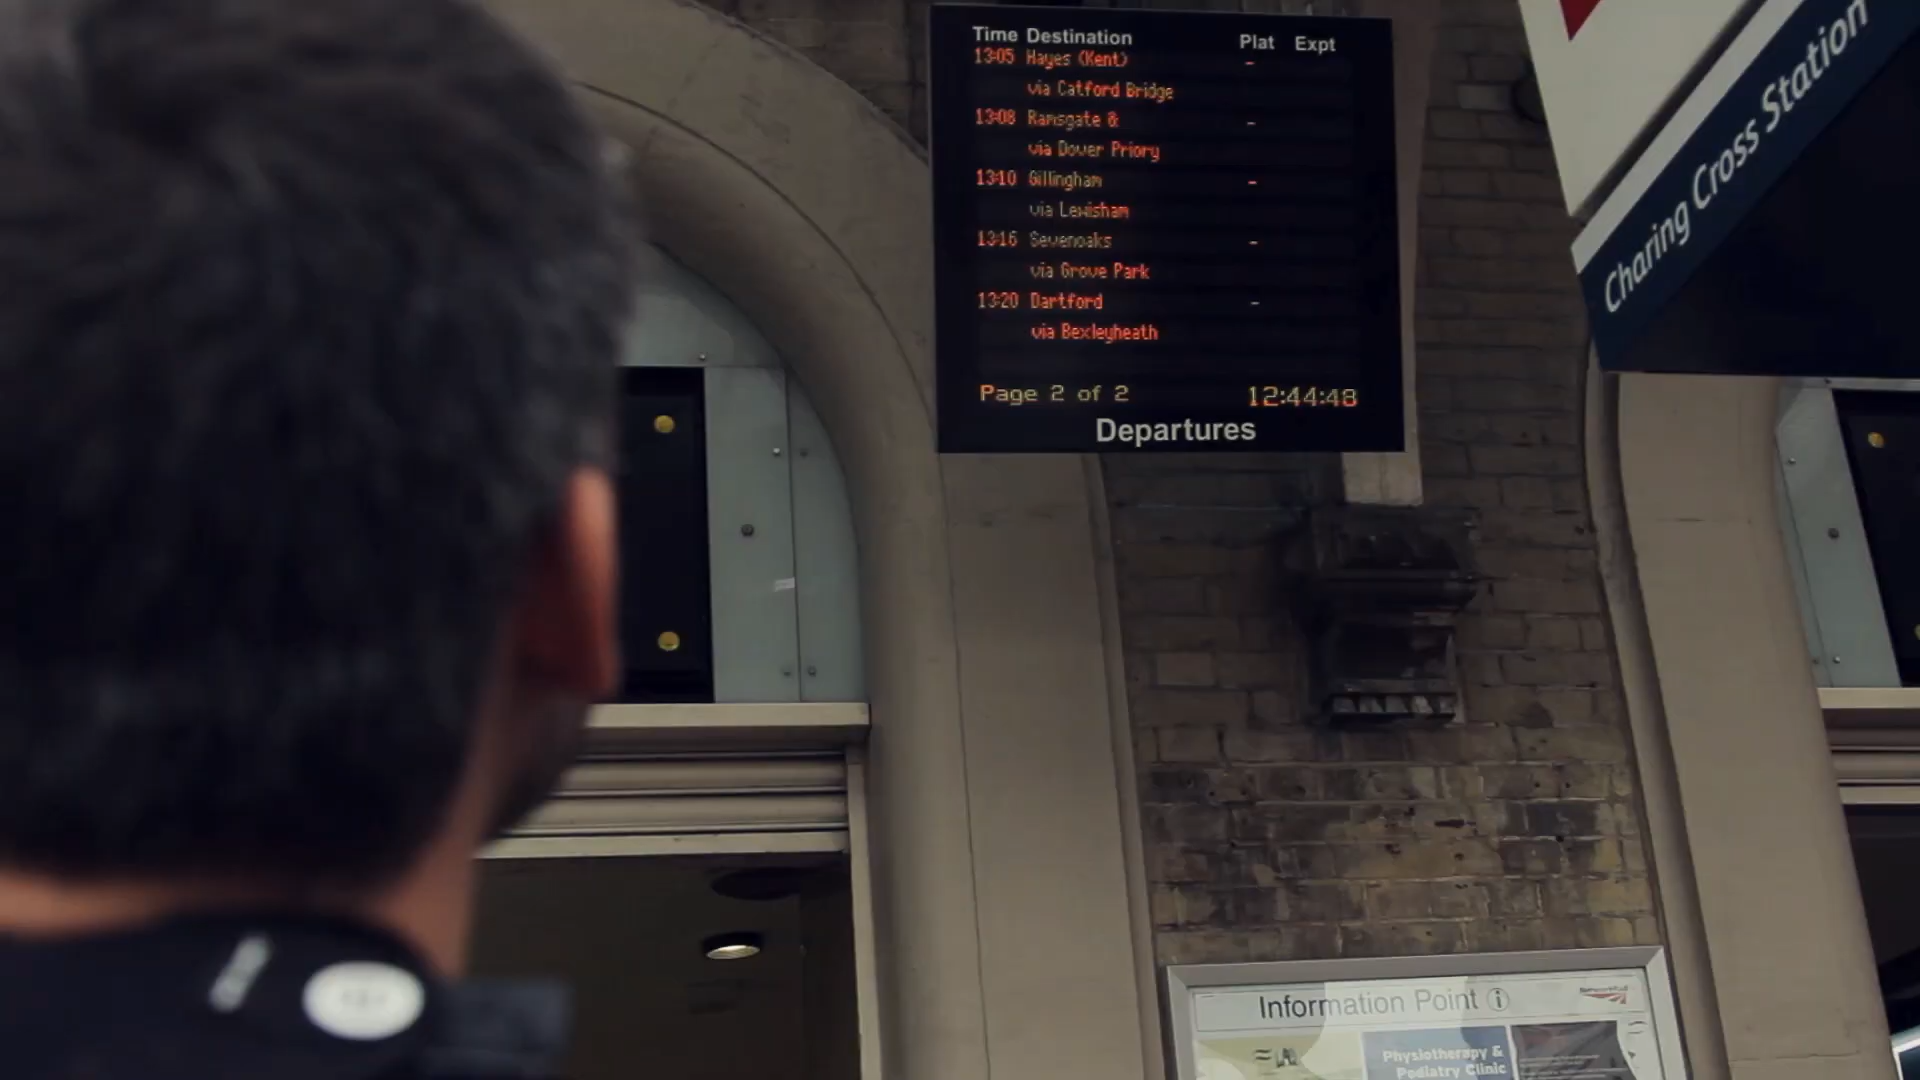 Time Destination Plat Expt
13:05 Hayes (Kent) -
via Catford Bridge
13:08 Ramsgate & -
via Dover Priory
13:10 Gillingham -
via Lewisham
13:16 Sevenoaks -
via Grove Park
13:20 Dartford -
via Bexleyheath
Page 2 of 2 12:44:48
Departures
Charing Cross Station
Information Point i
NetworkRail
Physiotherapy &
Podiatry Clinic